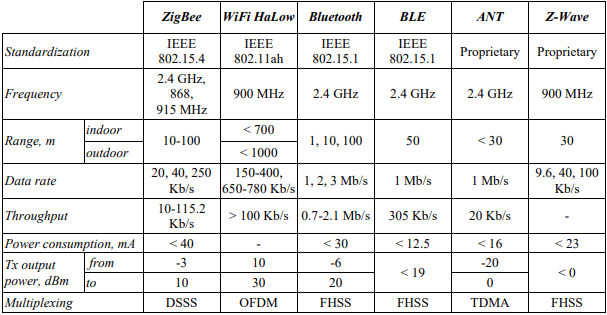 ZigBee WiFi HaLow Bluetooth BLE ANT Z-Wave
Standardization IEEE 802.15.4 IEEE 802.11ah IEEE 802.15.1 IEEE 802.15.1 Proprietary Proprietary
Frequency 2.4 GHz, 868, 915 MHz 900 MHz 2.4 GHz 2.4 GHz 2.4 GHz 900 MHz
Range, m indoor 10-100 < 700 1, 10, 100 50 < 30 30
outdoor < 1000
Data rate 20, 40, 250 Kb/s 150-400, 650-780 Kb/s 1, 2, 3 Mb/s 1 Mb/s 1 Mb/s 9.6, 40, 100 Kb/s
Throughput 10-115.2 Kb/s > 100 Kb/s 0.7-2.1 Mb/s 305 Kb/s 20 Kb/s -
Power consumption, mA < 40 - < 30 < 12.5 < 16 < 23
Tx output power, dBm from -3 10 -6 < 19 -20 < 0
to 10 30 20 0
Multiplexing DSSS OFDM FHSS FHSS TDMA FHSS